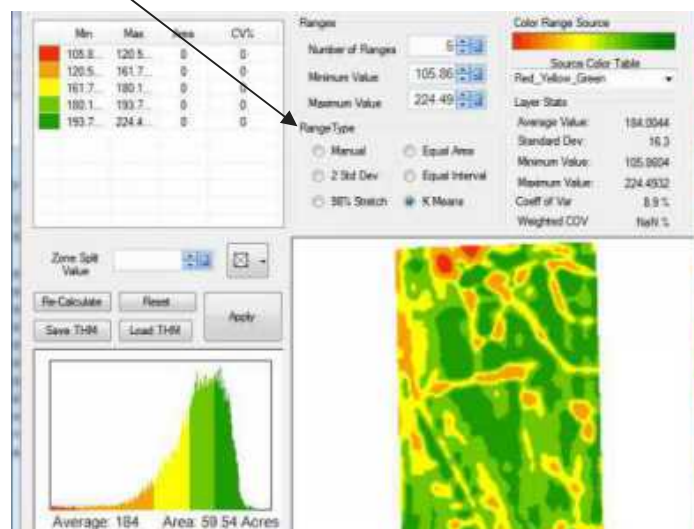 Min Max Area CV%
105.8... 120.5... 0 0
120.5... 161.7... 0 0
161.7... 180.1... 0 0
180.1... 193.7... 0 0
193.7... 224.4... 0 0
Ranges
Number of Ranges
Minimum Value 105.86
Maximum Value 224.49
RangeType
Manual Equal Area
2 Std Dev Equal Interval
98% Stretch K Means
Color Range Source
Source Color Table
Red_Yellow_Green
Layer Stats
Average Value: 184.0044
Standard Dev: 16.3
Minimum Value: 105.8604
Maximum Value: 224.4932
Coeff of Var 8.9 %
Weighted COV NaN %
Zone Split
Value
Re-Calculate Reset
Apply
Save THM Load THM
Average: 184 Area: 59.54 Acres